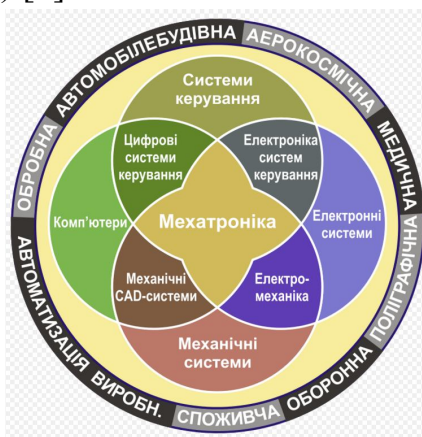 АВТОМОБІЛЕБУДІВНА
АЕРОКОСМІЧНА
МЕДИЧНА
ПОЛІГРАФІЧНА
ОБОРОННА
СПОЖИВЧА
АВТОМАТИЗАЦІЯ ВИРОБН.
ОБРОБНА
Системи
керування
Цифрові
системи
керування
Електроніка
систем
керування
Комп'ютери
Мехатроніка
Електронні
системи
Механічні
CAD-системи
Електро-
механіка
Механічні
системи